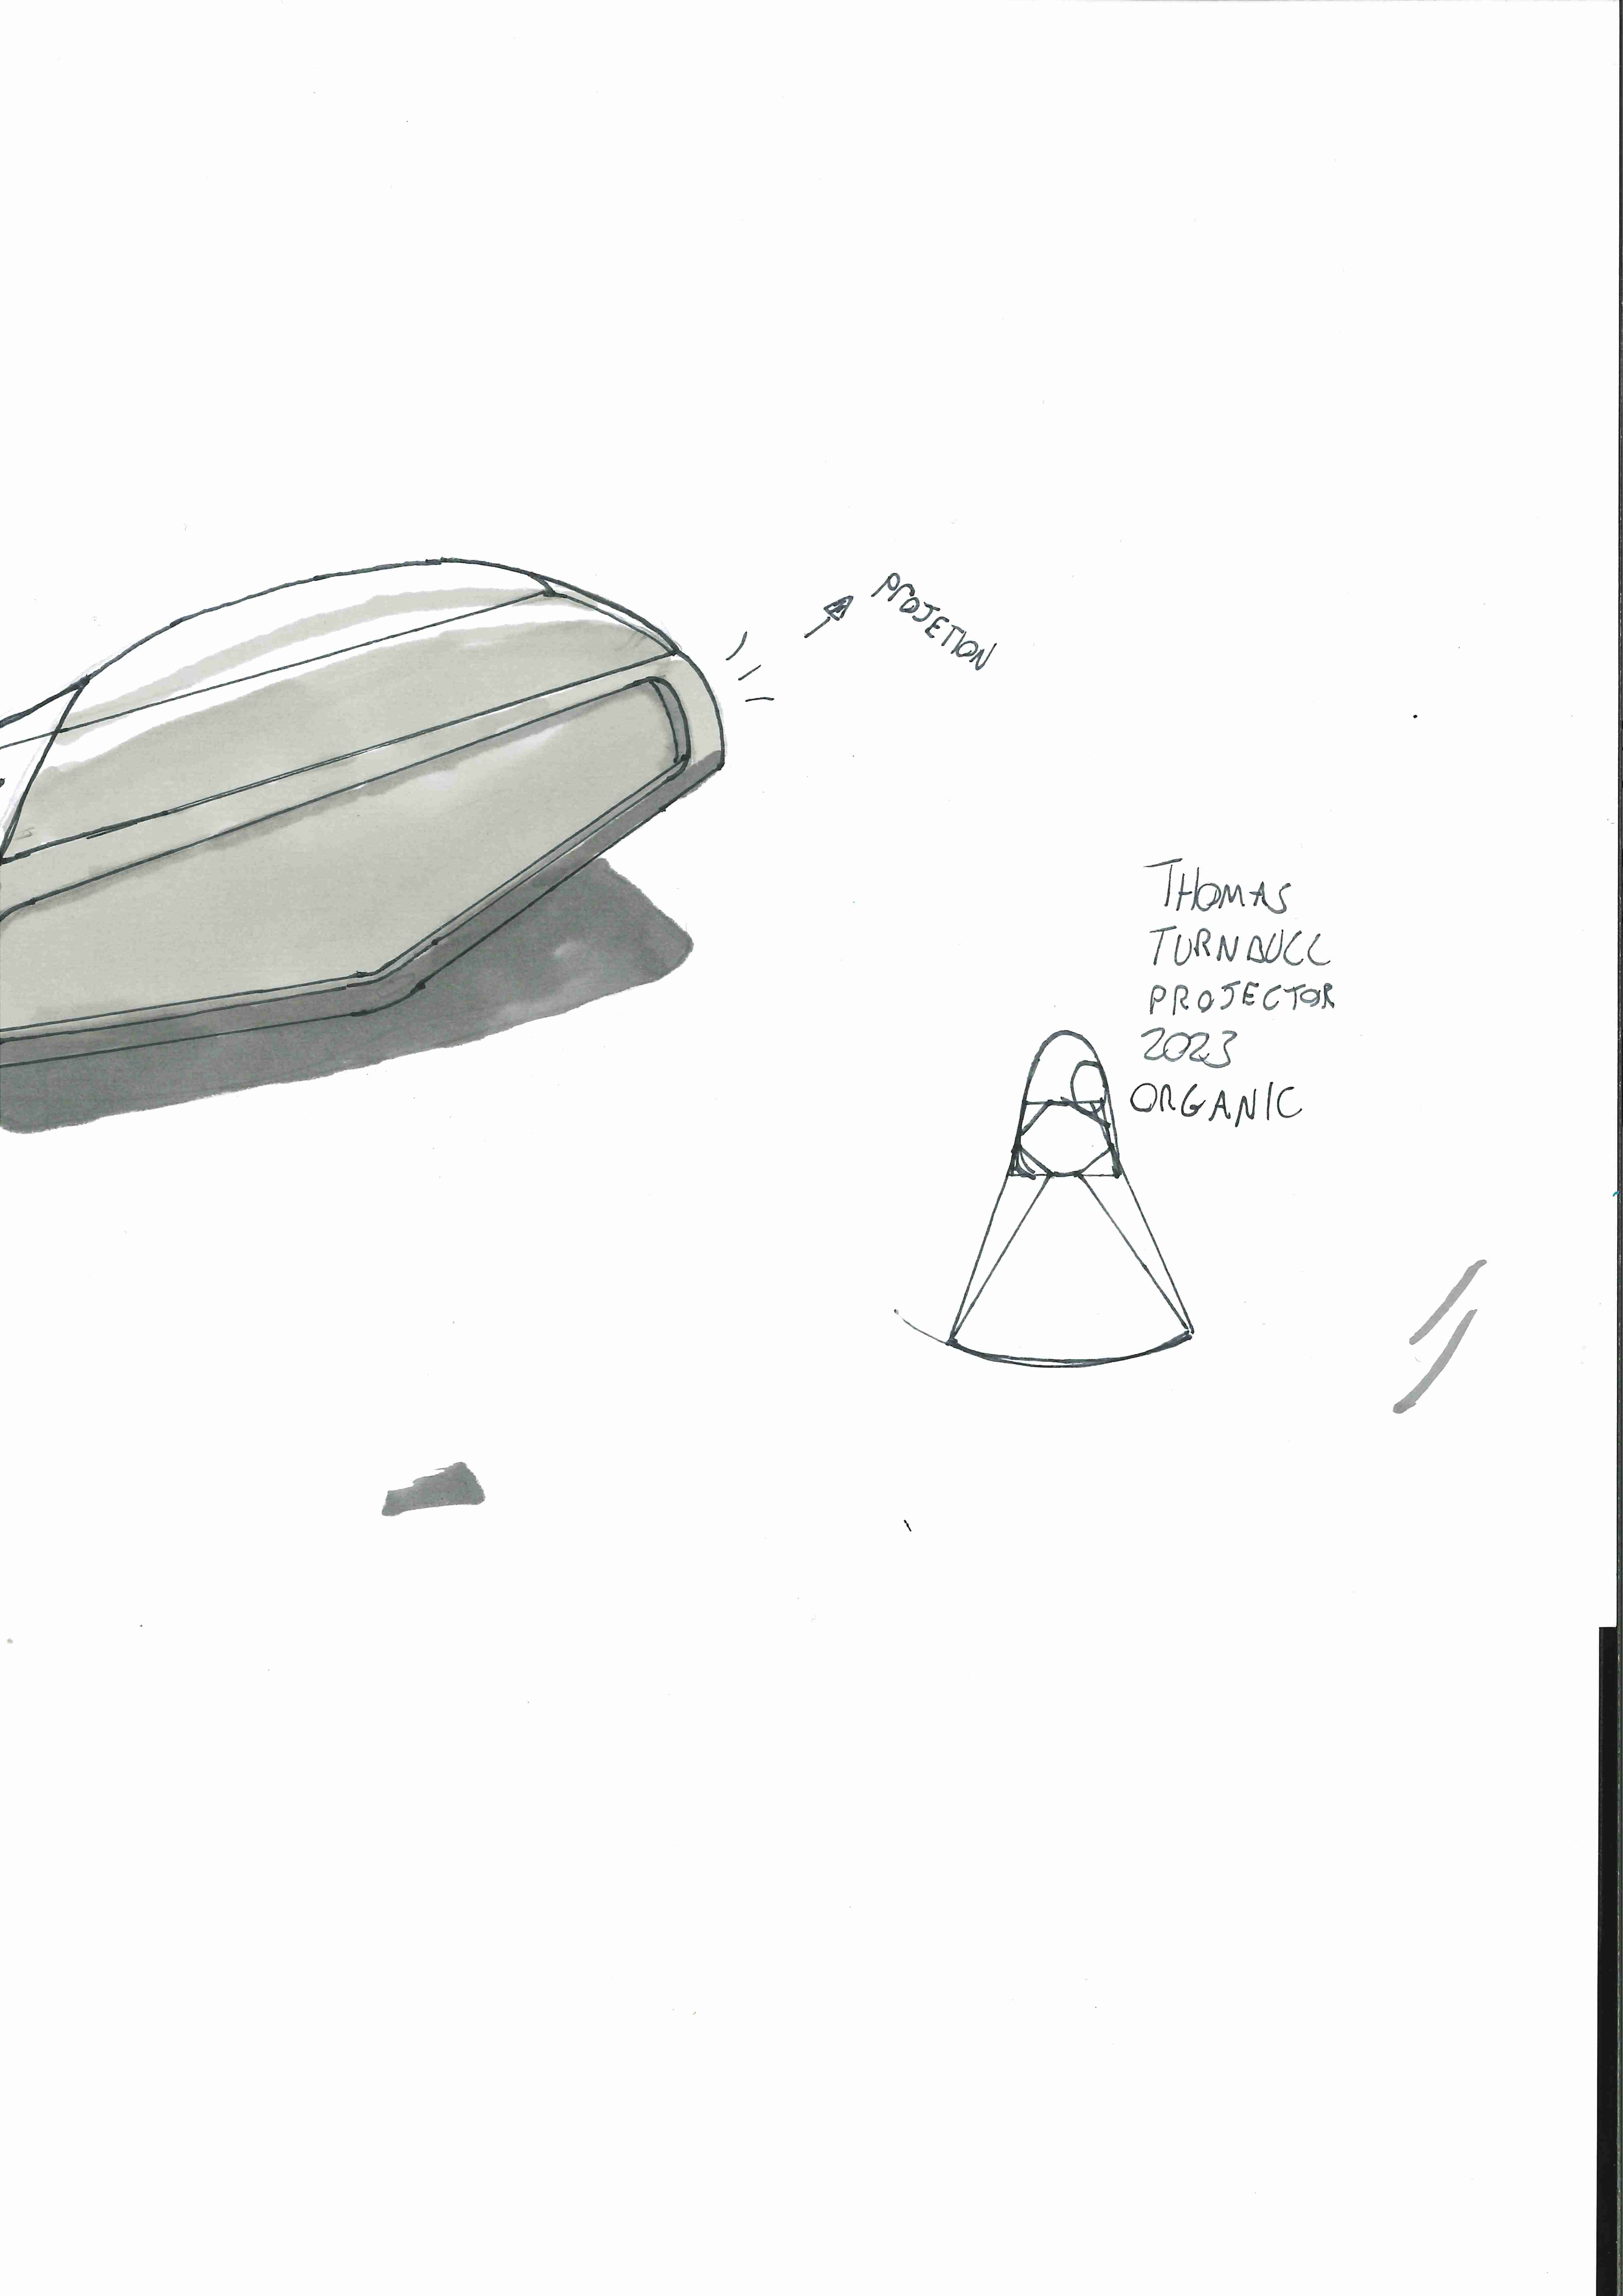 PROJETION
THOMAS
TURNBULL
PROJECTOR
2023
ORGANIC